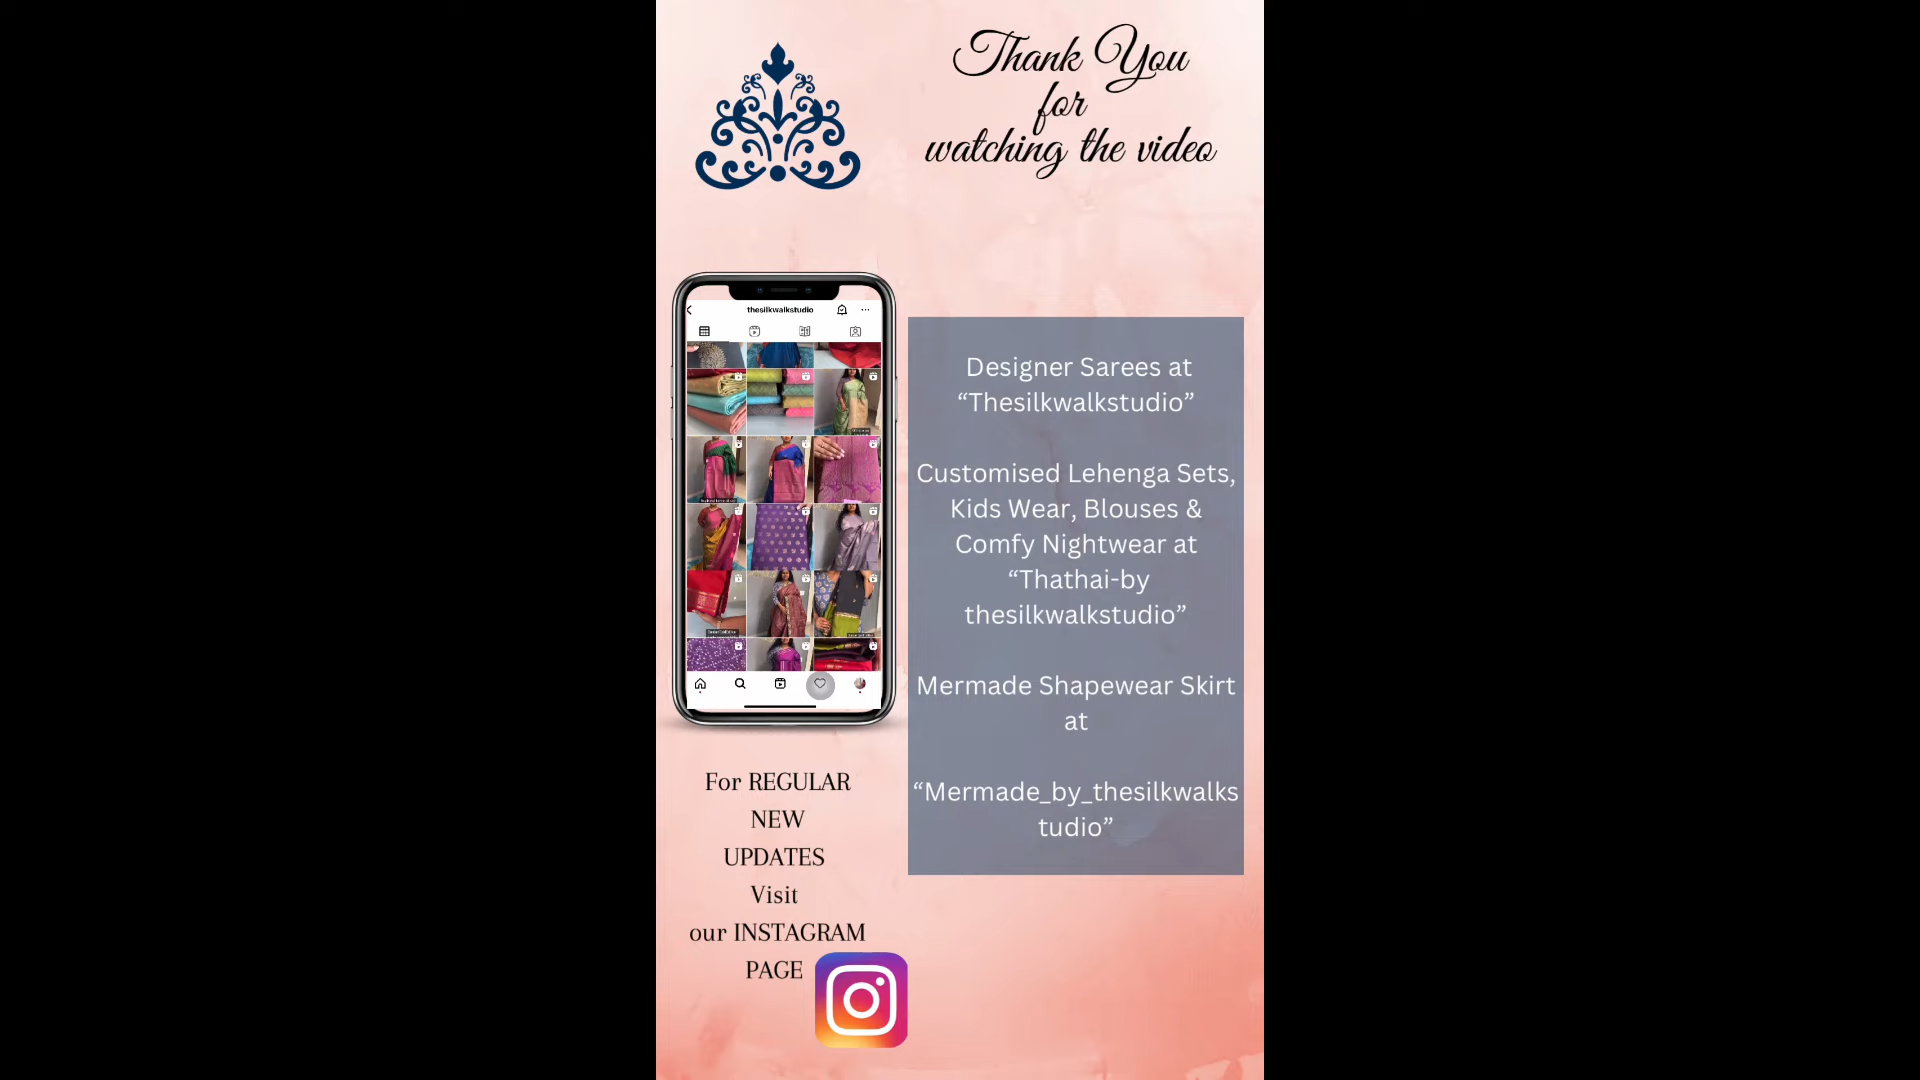 Thank You
for
watching the video
thesilkwalkstudio
Designer Sarees at
“Thesilkwalkstudio”
Customised Lehenga Sets,
Kids Wear, Blouses &
Comfy Nightwear at
“Thathai-by
thesilkwalkstudio”
Mermade Shapewear Skirt
at
“Mermade_by_thesilkwalks
tudio”
For REGULAR
NEW
UPDATES
Visit
our INSTAGRAM
PAGE